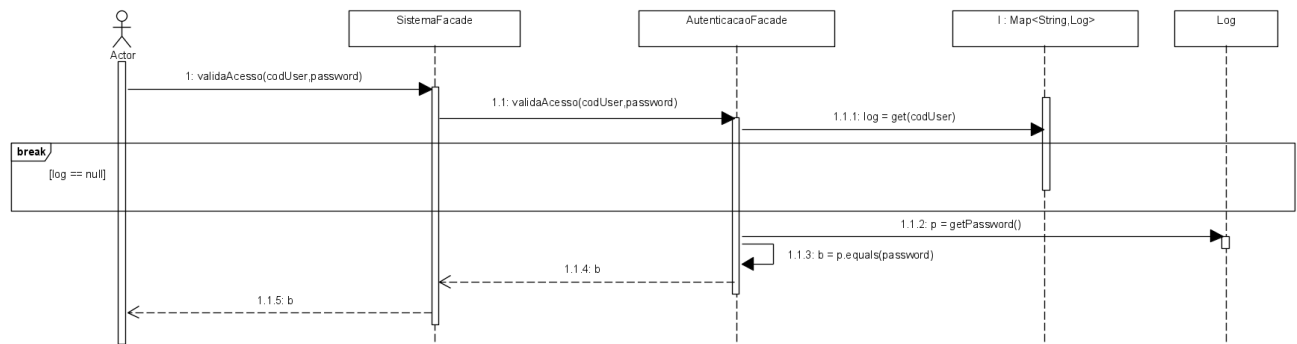 SistemaFacade
AutenticacaoFacade
l : Map<String,Log>
Log
Actor
1: validaAcesso(codUser,password)
1.1: validaAcesso(codUser,password)
1.1.1: log = get(codUser)
break
[log == null]
1.1.2: p = getPassword()
1.1.3: b = p.equals(password)
1.1.4: b
1.1.5: b